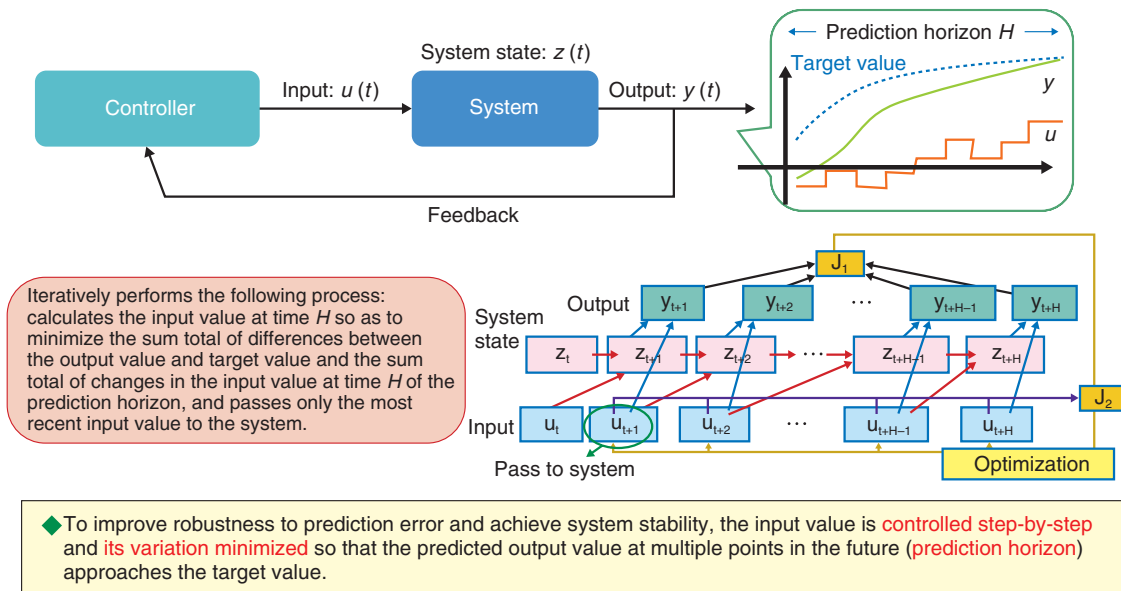 Controller
Input: u (t)
System state: z (t)
System
Output: y (t)
Feedback
Prediction horizon H
Target value
y
u
Iteratively performs the following process:
calculates the input value at time H so as to
minimize the sum total of differences between
the output value and target value and the sum
total of changes in the input value at time H of the
prediction horizon, and passes only the most
recent input value to the system.
J1
Output
yt+1
yt+2
...
yt+H–1
yt+H
System
state
zt
zt+1
zt+2
...
zt+H–1
zt+H
J2
Input
ut
ut+1
ut+2
...
ut+H–1
ut+H
Pass to system
Optimization
◆To improve robustness to prediction error and achieve system stability, the input value is controlled step-by-step
and its variation minimized so that the predicted output value at multiple points in the future (prediction horizon)
approaches the target value.